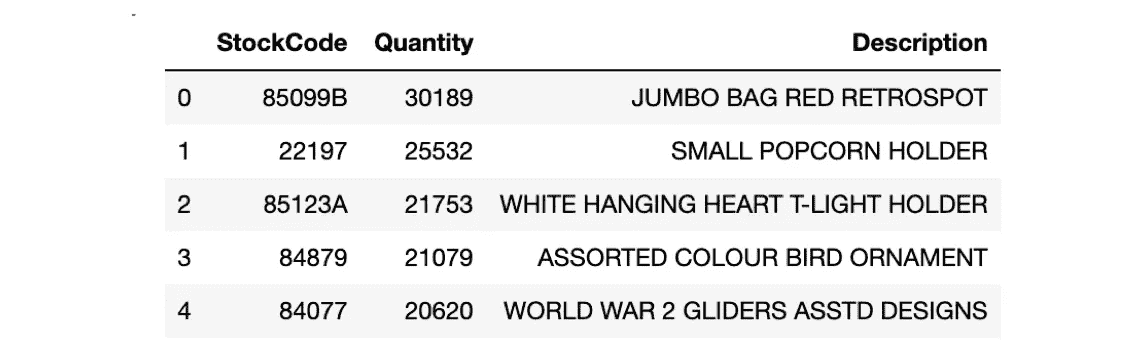 StockCode Quantity Description
0 85099B 30189 JUMBO BAG RED RETROSPOT
1 22197 25532 SMALL POPCORN HOLDER
2 85123A 21753 WHITE HANGING HEART T-LIGHT HOLDER
3 84879 21079 ASSORTED COLOUR BIRD ORNAMENT
4 84077 20620 WORLD WAR 2 GLIDERS ASSTD DESIGNS